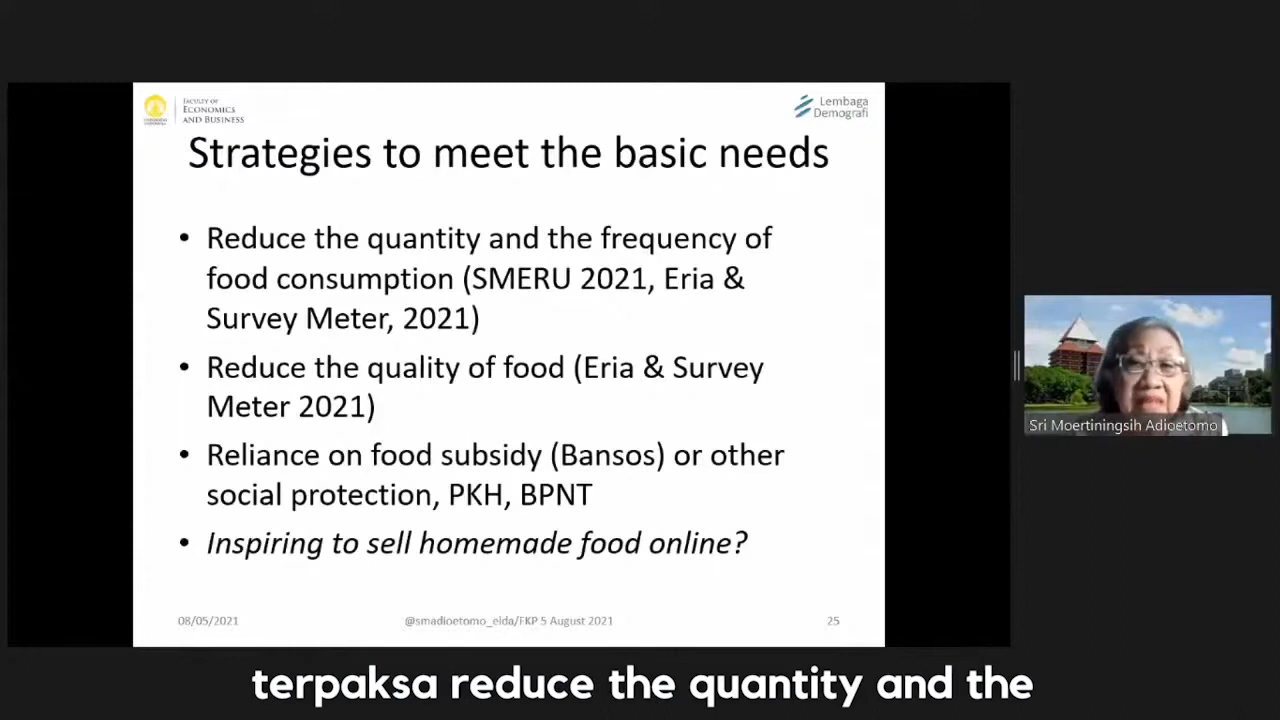 FACULTY OF
ECONOMICS
AND BUSINESS
Lembaga
Demografi
Strategies to meet the basic needs
• Reduce the quantity and the frequency of
food consumption (SMERU 2021, Eria &
Survey Meter, 2021)
• Reduce the quality of food (Eria & Survey
Meter 2021)
• Reliance on food subsidy (Bansos) or other
social protection, PKH, BPNT
• Inspiring to sell homemade food online?
08/05/2021
@smadioetomo_elda/FKP 5 August 2021
25
Sri Moertiningsih Adioetomo
terpaksa reduce the quantity and the